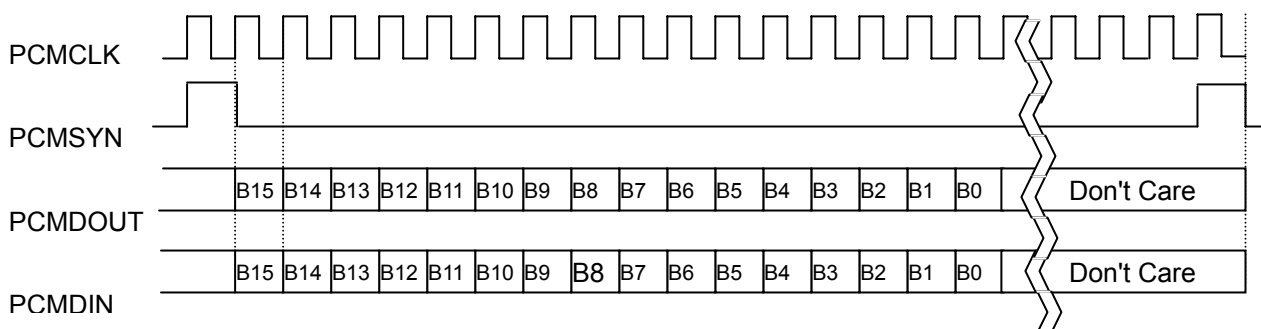 PCMCLK
PCMSYN
B15 B14 B13 B12 B11 B10 B9 B8 B7 B6 B5 B4 B3 B2 B1 B0 Don't Care
PCMDOUT
B15 B14 B13 B12 B11 B10 B9 B8 B7 B6 B5 B4 B3 B2 B1 B0 Don't Care
PCMDIN